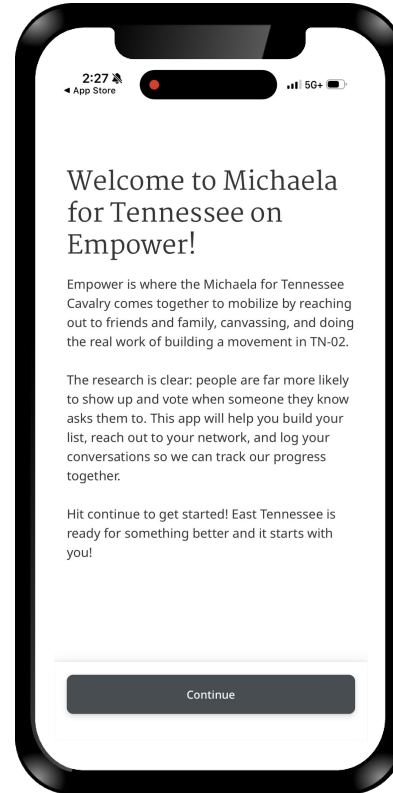 2:27
◀ App Store
5G+
Welcome to Michaela
for Tennessee on
Empower!
Empower is where the Michaela for Tennessee
Cavalry comes together to mobilize by reaching
out to friends and family, canvassing, and doing
the real work of building a movement in TN-02.
The research is clear: people are far more likely
to show up and vote when someone they know
asks them to. This app will help you build your
list, reach out to your network, and log your
conversations so we can track our progress
together.
Hit continue to get started! East Tennessee is
ready for something better and it starts with
you!
Continue